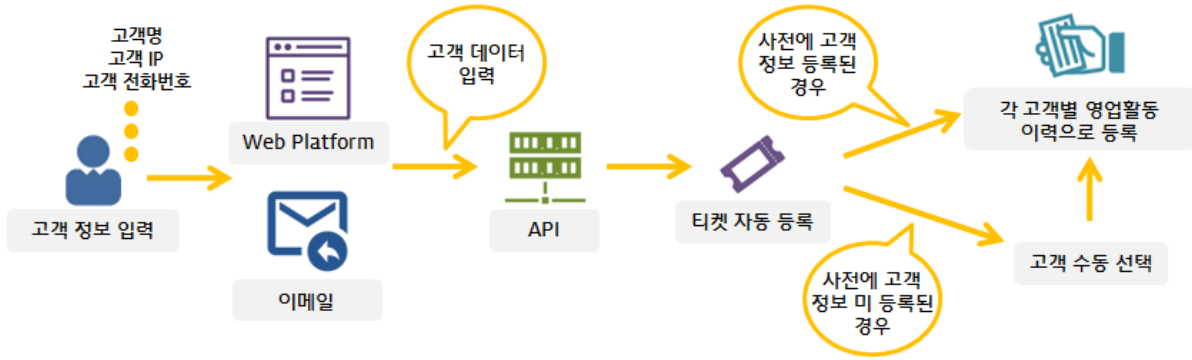 고객명
고객 IP
고객 전화번호
고객 정보 입력
Web Platform
이메일
고객 데이터
입력
API
티켓 자동 등록
사전에 고객
정보 등록된
경우
사전에 고객
정보 미 등록된
경우
각 고객별 영업활동
이력으로 등록
고객 수동 선택